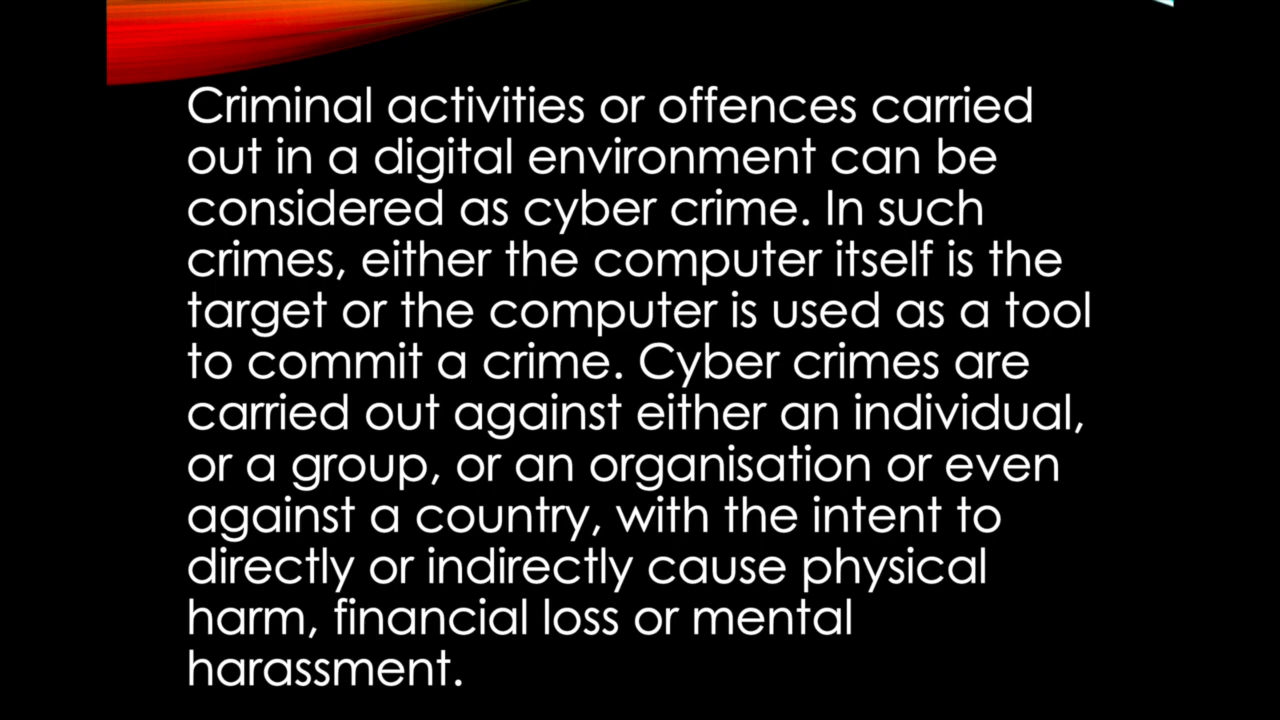 Criminal activities or offences carried
out in a digital environment can be
considered as cyber crime. In such
crimes, either the computer itself is the
target or the computer is used as a tool
to commit a crime. Cyber crimes are
carried out against either an individual,
or a group, or an organisation or even
against a country, with the intent to
directly or indirectly cause physical
harm, financial loss or mental
harassment.